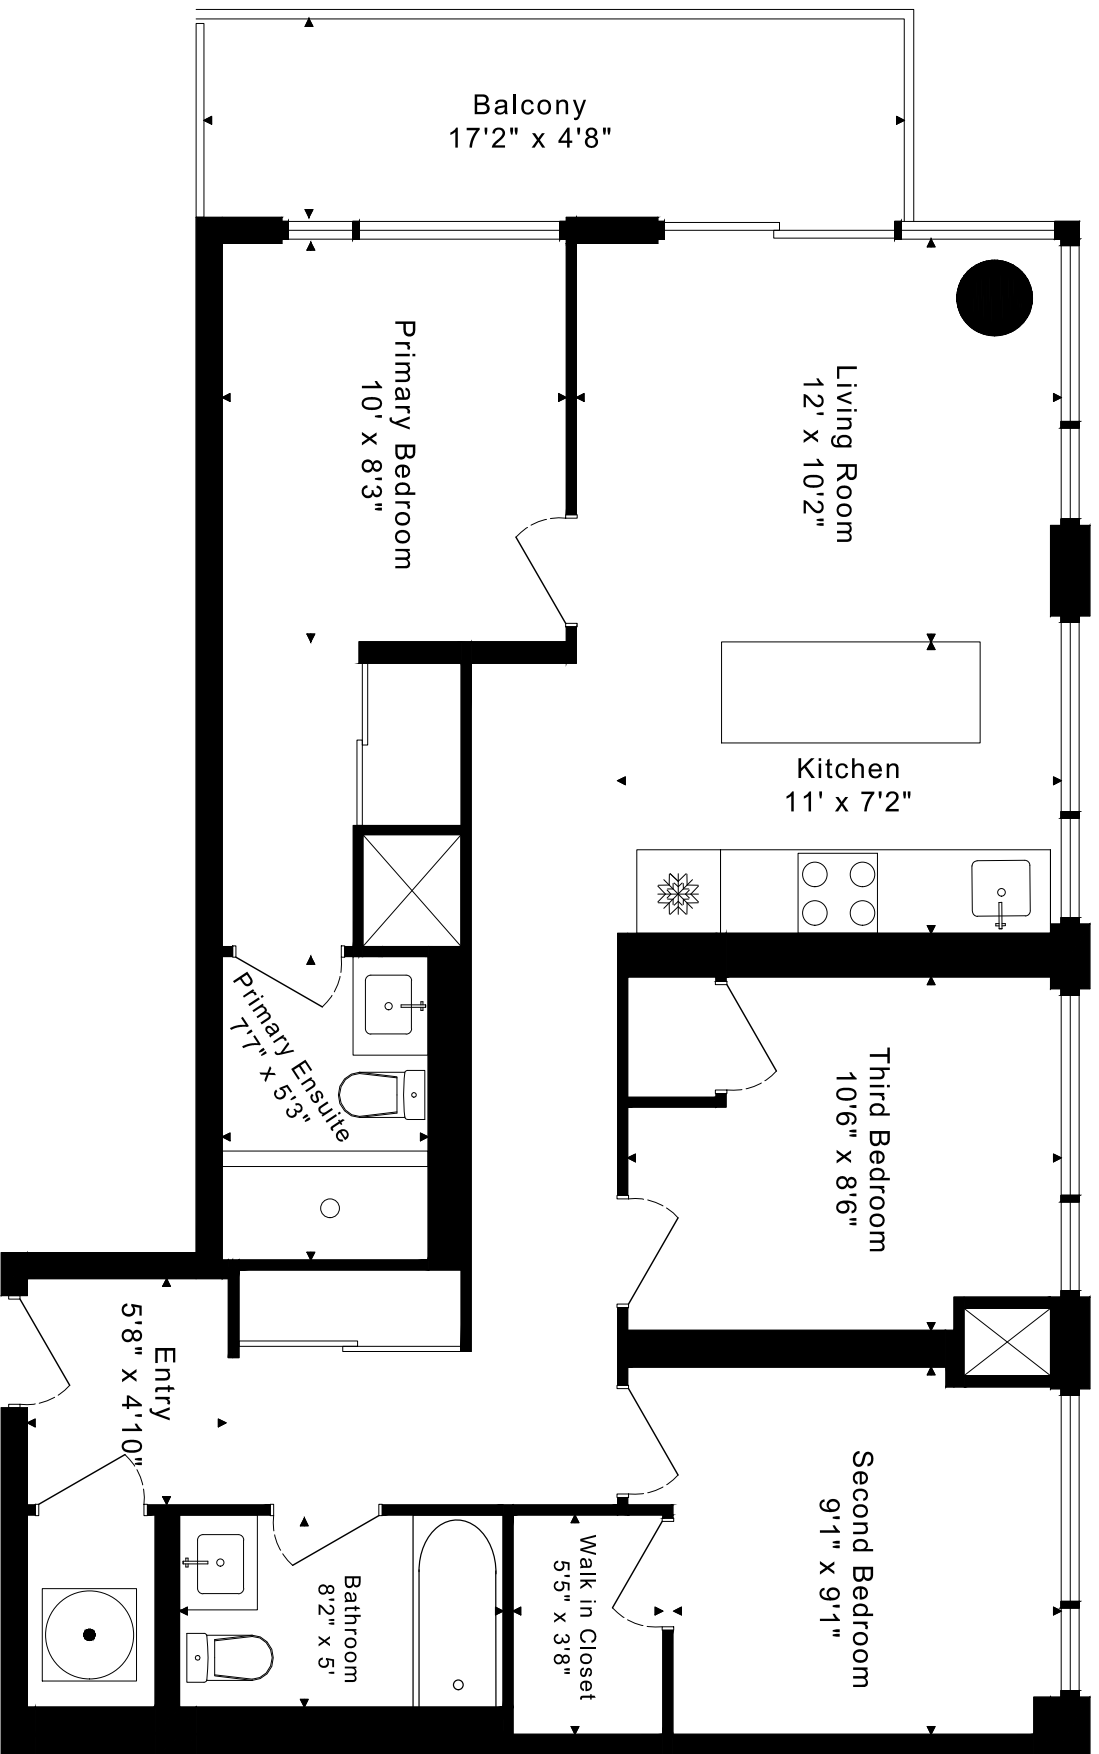 Balcony
17'2" x 4'8"
Primary Bedroom
10' x 8'3"
Living Room
12' x 10'2"
Kitchen
11' x 7'2"
Primary Ensuite
7'7" x 5'3"
Third Bedroom
10'6" x 8'6"
Entry
5'8" x 4'10"
Second Bedroom
9'1" x 9'1"
Walk in Closet
5'5" x 3'8"
Bathroom
8'2" x 5'